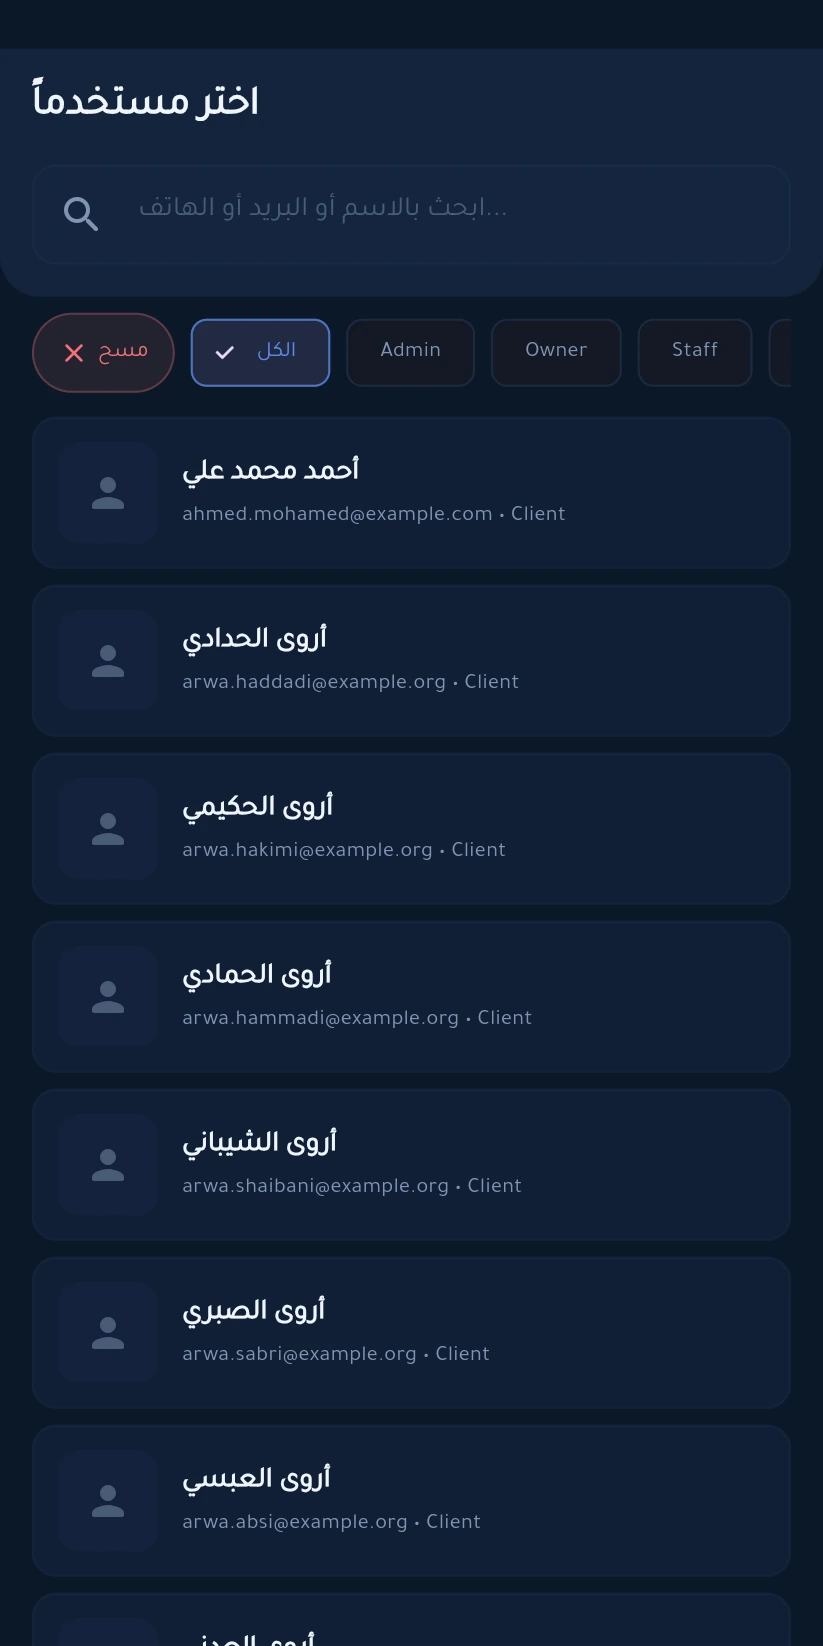 اختر مستخدماً
ابحث بالاسم أو البريد أو الهاتف...
مسح
الكل
Admin
Owner
Staff
أحمد محمد علي
ahmed.mohamed@example.com • Client
أروى الحدادي
arwa.haddadi@example.org • Client
أروى الحكيمي
arwa.hakimi@example.org • Client
أروى الحمادي
arwa.hammadi@example.org • Client
أروى الشيباني
arwa.shaibani@example.org • Client
أروى الصبري
arwa.sabri@example.org • Client
أروى العبسي
arwa.absi@example.org • Client